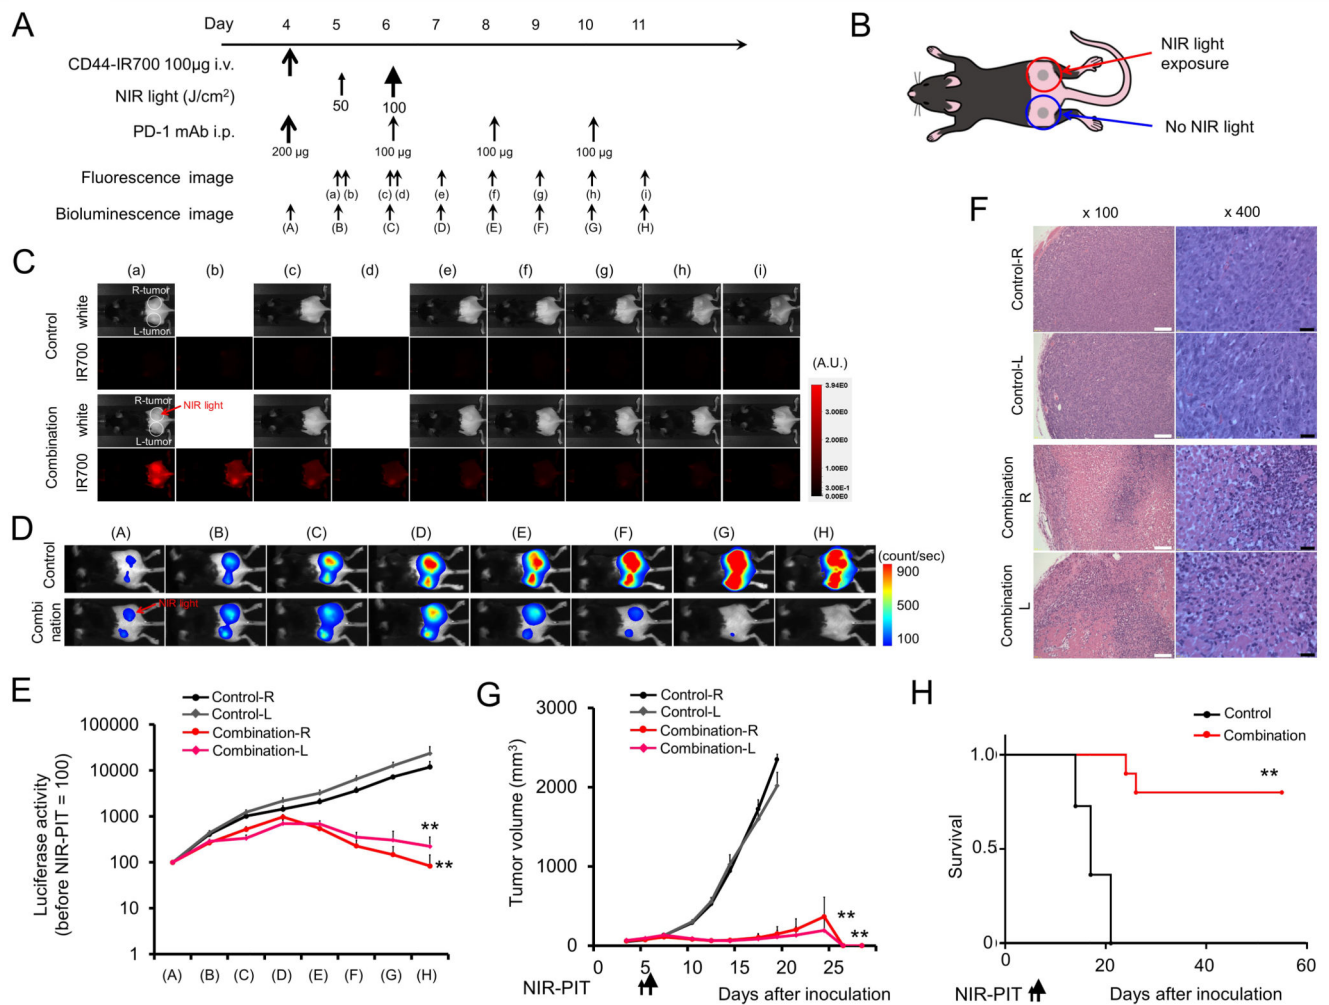 A
Day 4 5 6 7 8 9 10 11
CD44-IR700 100µg i.v.
NIR light (J/cm²)
50 100
PD-1 mAb i.p.
200 µg 100 µg 100 µg 100 µg
Fluorescence image
(a) (b) (c) (d) (e) (f) (g) (h) (i)
Bioluminescence image
(A) (B) (C) (D) (E) (F) (G) (H)
B
NIR light
exposure
No NIR light
C
(a) (b) (c) (d) (e) (f) (g) (h) (i)
Control
white
R-tumor
L-tumor
IR700
Combination
white
R-tumor
NIR light
L-tumor
IR700
(A.U.)
3.94E0
3.00E0
2.00E0
1.00E0
3.00E-1
0.00E0
D
(A) (B) (C) (D) (E) (F) (G) (H)
Control
Combi
nation
NIR light
(count/sec)
900
500
100
E
Control-R
Control-L
Combination-R
Combination-L
Luciferase activity
(before NIR-PIT = 100)
100000
10000
1000
100
10
1
**
**
(A) (B) (C) (D) (E) (F) (G) (H)
F
x 100 x 400
Control-R
Control-L
Combination
R
Combination
L
G
Control-R
Control-L
Combination-R
Combination-L
Tumor volume (mm³)
3000
2000
1000
0
**
**
0 5 10 15 20 25 30
NIR-PIT
Days after inoculation
H
Control
Combination
Survival
1.0
0.5
0
**
0 20 40 60
NIR-PIT
Days after inoculation